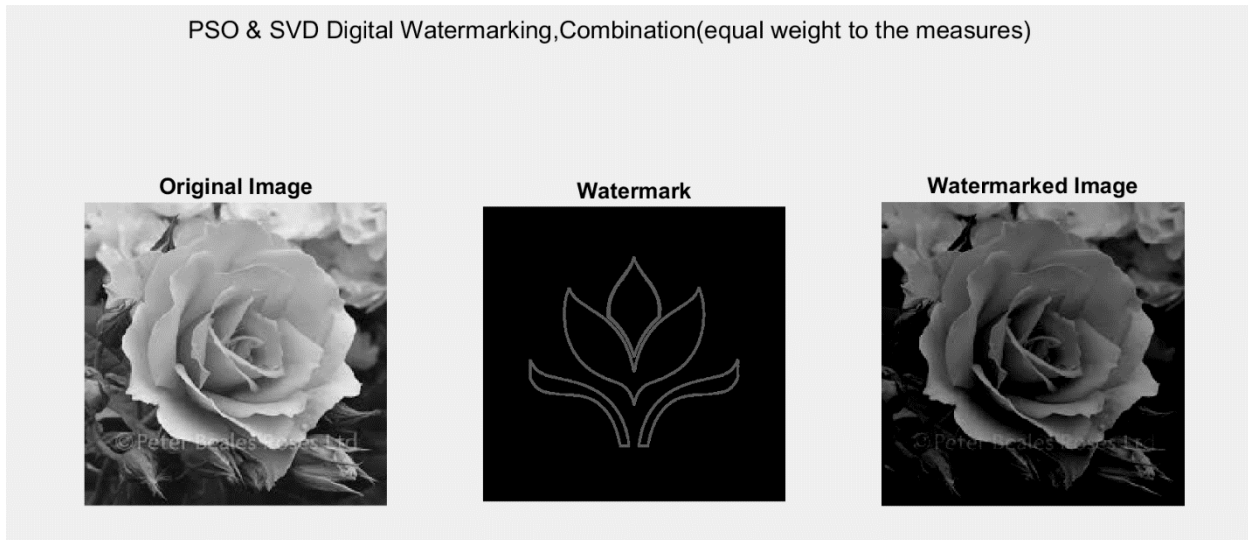 PSO & SVD Digital Watermarking,Combination(equal weight to the measures)
Original Image
Watermark
Watermarked Image
© Peter Beales Roses Ltd
© Peter Beales Roses Ltd